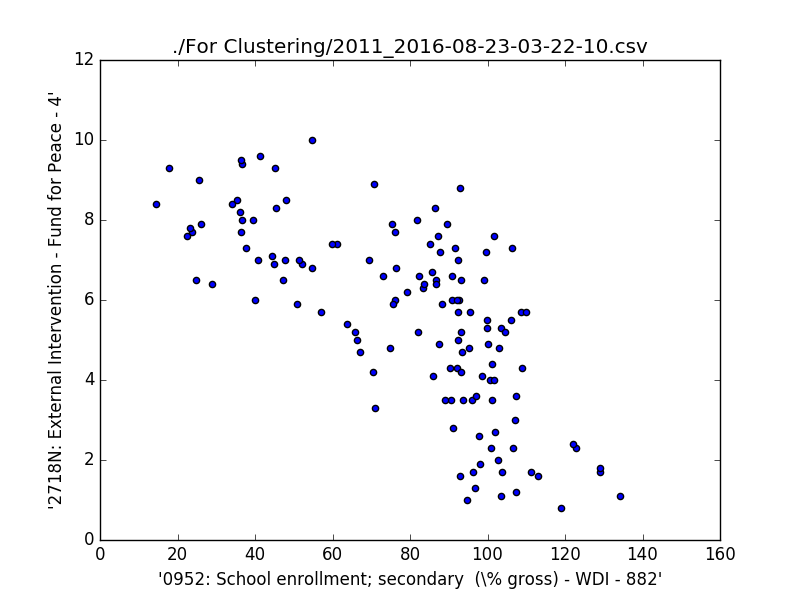 ./For Clustering/2011_2016-08-23-03-22-10.csv
12
10
8
6
4
2
0
'2718N: External Intervention - Fund for Peace - 4'
0 20 40 60 80 100 120 140 160
'0952: School enrollment; secondary  (\% gross) - WDI - 882'